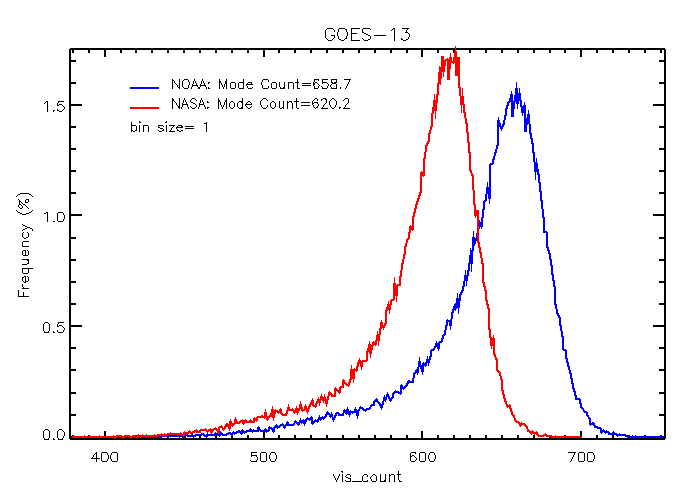 GOES-13
NOAA: Mode Count=658.7
NASA: Mode Count=620.2
bin size= 1
Frequency (%)
1.5
1.0
0.5
0.0
400 500 600 700
vis_count